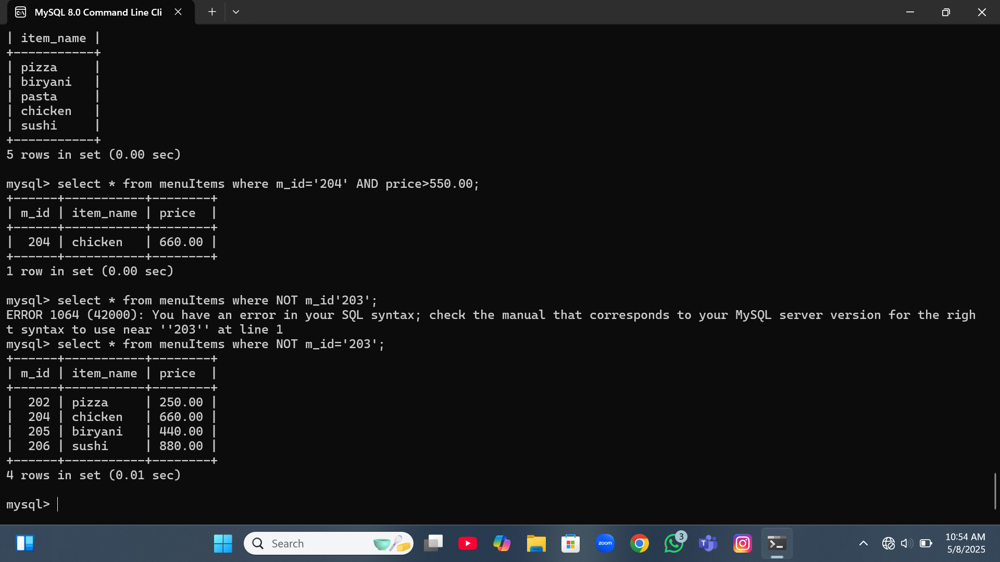 MySQL 8.0 Command Line Cli
| item_name |
+-----------+
| pizza     |
| biryani   |
| pasta     |
| chicken   |
| sushi     |
+-----------+
5 rows in set (0.00 sec)
mysql> select * from menuItems where m_id='204' AND price>550.00;
+------+-----------+--------+
| m_id | item_name | price  |
+------+-----------+--------+
|  204 | chicken   | 660.00 |
+------+-----------+--------+
1 row in set (0.00 sec)
mysql> select * from menuItems where NOT m_id'203';
ERROR 1064 (42000): You have an error in your SQL syntax; check the manual that corresponds to your MySQL server version for the righ
t syntax to use near ''203'' at line 1
mysql> select * from menuItems where NOT m_id='203';
+------+-----------+--------+
| m_id | item_name | price  |
+------+-----------+--------+
|  202 | pizza     | 250.00 |
|  204 | chicken   | 660.00 |
|  205 | biryani   | 440.00 |
|  206 | sushi     | 880.00 |
+------+-----------+--------+
4 rows in set (0.01 sec)
mysql>
Search
zoom
3
T
10:54 AM
5/8/2025